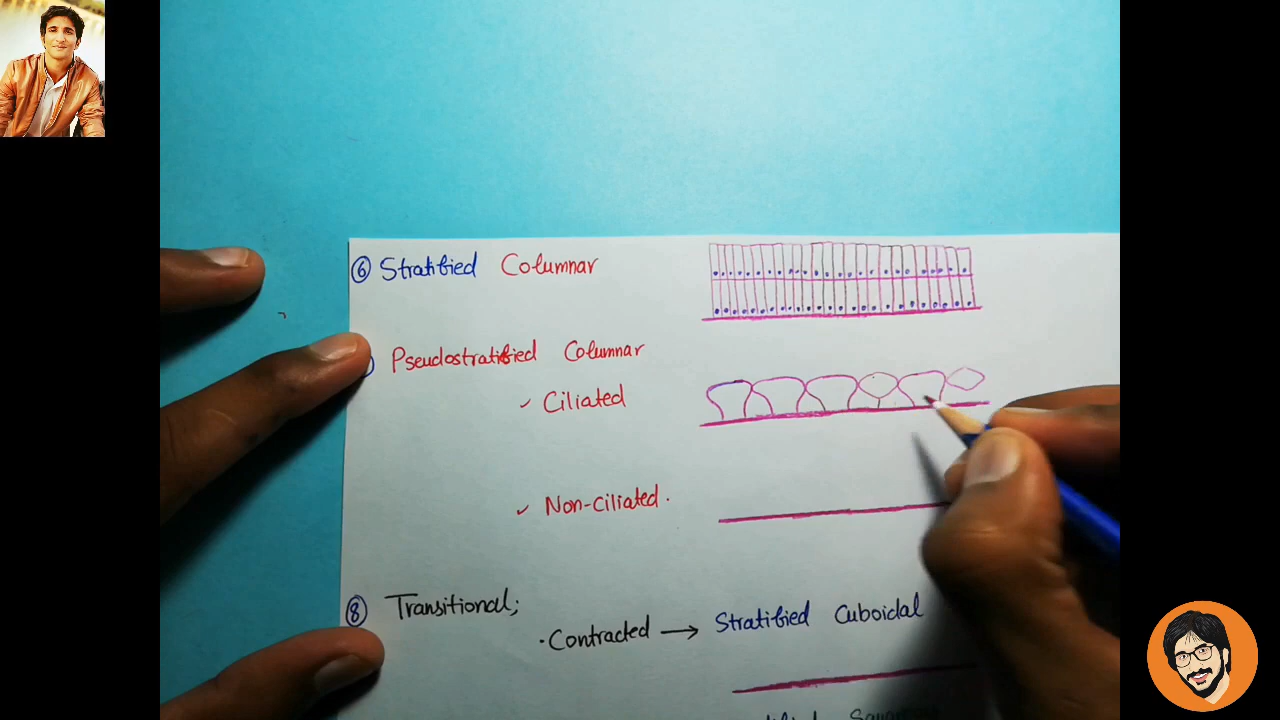 ⑥ Stratified Columnar
Pseudostratified Columnar
✓ Ciliated
✓ Non-ciliated.
⑧ Transitional;
·Contracted → Stratified Cuboidal